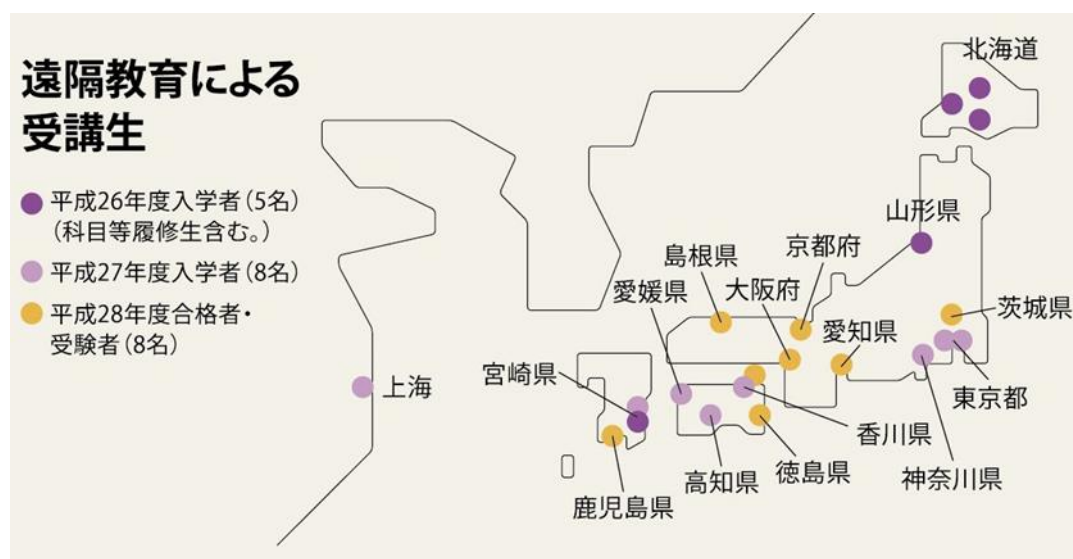 遠隔教育による
受講生
平成26年度入学者(5名)
(科目等履修生含む。)
平成27年度入学者(8名)
平成28年度合格者・
受験者(8名)
北海道
山形県
京都府
島根県
愛媛県
大阪府
茨城県
愛知県
宮崎県
上海
東京都
香川県
神奈川県
徳島県
高知県
鹿児島県